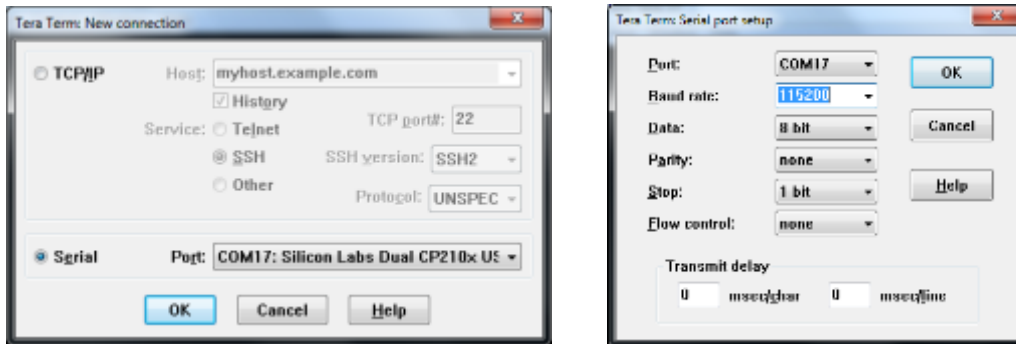 Tera Term: New connection
TCP/IP Host: myhost.example.com
History
Service: Telnet TCP port#: 22
SSH SSH version: SSH2
Other
Protocol: UNSPEC
Serial Port: COM17: Silicon Labs Dual CP210x US
OK Cancel Help
Tera Term: Serial port setup
Port: COM17 OK
Baud rate: 115200
Data: 8 bit Cancel
Parity: none
Stop: 1 bit Help
Flow control: none
Transmit delay
0 msec/char 0 msec/line